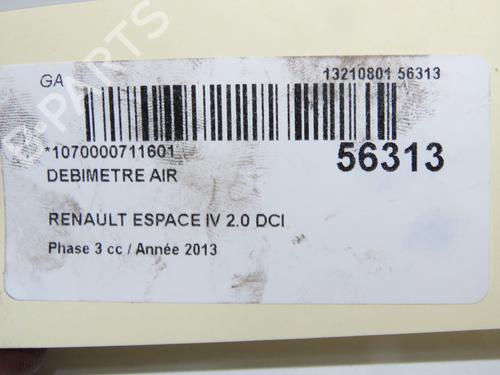 GA
13210801 56313
*1070000711601
56313
DEBIMETRE AIR
RENAULT ESPACE IV 2.0 DCI
Phase 3 cc / Année 2013
B-PARTS